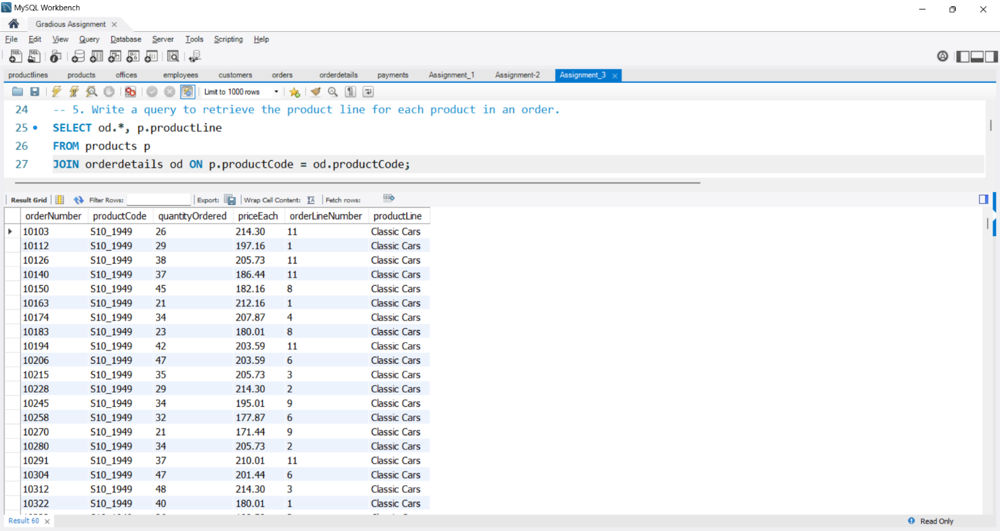 MySQL Workbench
Gradious Assignment
File Edit View Query Database Server Tools Scripting Help
productlines products offices employees customers orders orderdetails payments Assignment_1 Assignment-2 Assignment_3
Limit to 1000 rows
24 -- 5. Write a query to retrieve the product line for each product in an order.
25 SELECT od.*, p.productLine
26 FROM products p
27 JOIN orderdetails od ON p.productCode = od.productCode;
Result Grid Filter Rows: Export: Wrap Cell Content: Fetch rows:
orderNumber productCode quantityOrdered priceEach orderLineNumber productLine
10103 S10_1949 26 214.30 11 Classic Cars
10112 S10_1949 29 197.16 1 Classic Cars
10126 S10_1949 38 205.73 11 Classic Cars
10140 S10_1949 37 186.44 11 Classic Cars
10150 S10_1949 45 182.16 8 Classic Cars
10163 S10_1949 21 212.16 1 Classic Cars
10174 S10_1949 34 207.87 4 Classic Cars
10183 S10_1949 23 180.01 8 Classic Cars
10194 S10_1949 42 203.59 11 Classic Cars
10206 S10_1949 47 203.59 6 Classic Cars
10215 S10_1949 35 205.73 3 Classic Cars
10228 S10_1949 29 214.30 2 Classic Cars
10245 S10_1949 34 195.01 9 Classic Cars
10258 S10_1949 32 177.87 6 Classic Cars
10270 S10_1949 21 171.44 9 Classic Cars
10280 S10_1949 34 205.73 2 Classic Cars
10291 S10_1949 37 210.01 11 Classic Cars
10304 S10_1949 47 201.44 6 Classic Cars
10312 S10_1949 48 214.30 3 Classic Cars
10322 S10_1949 40 180.01 1 Classic Cars
Result 60 Read Only